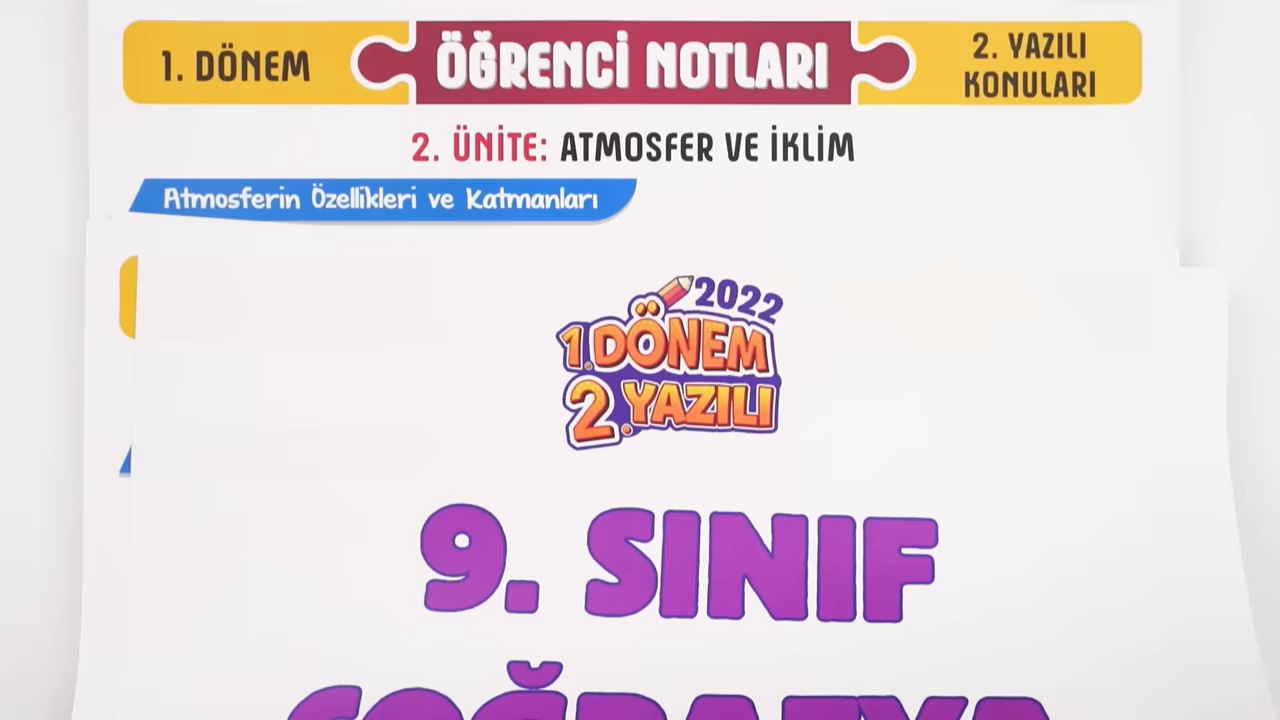 1. DÖNEM
ÖĞRENCİ NOTLARI
2. YAZILI
KONULARI
2. ÜNİTE: ATMOSFER VE İKLİM
Atmosferin Özellikleri ve Katmanları
2022
1.DÖNEM
2.YAZILI
9. SINIF
COĞRAFYA